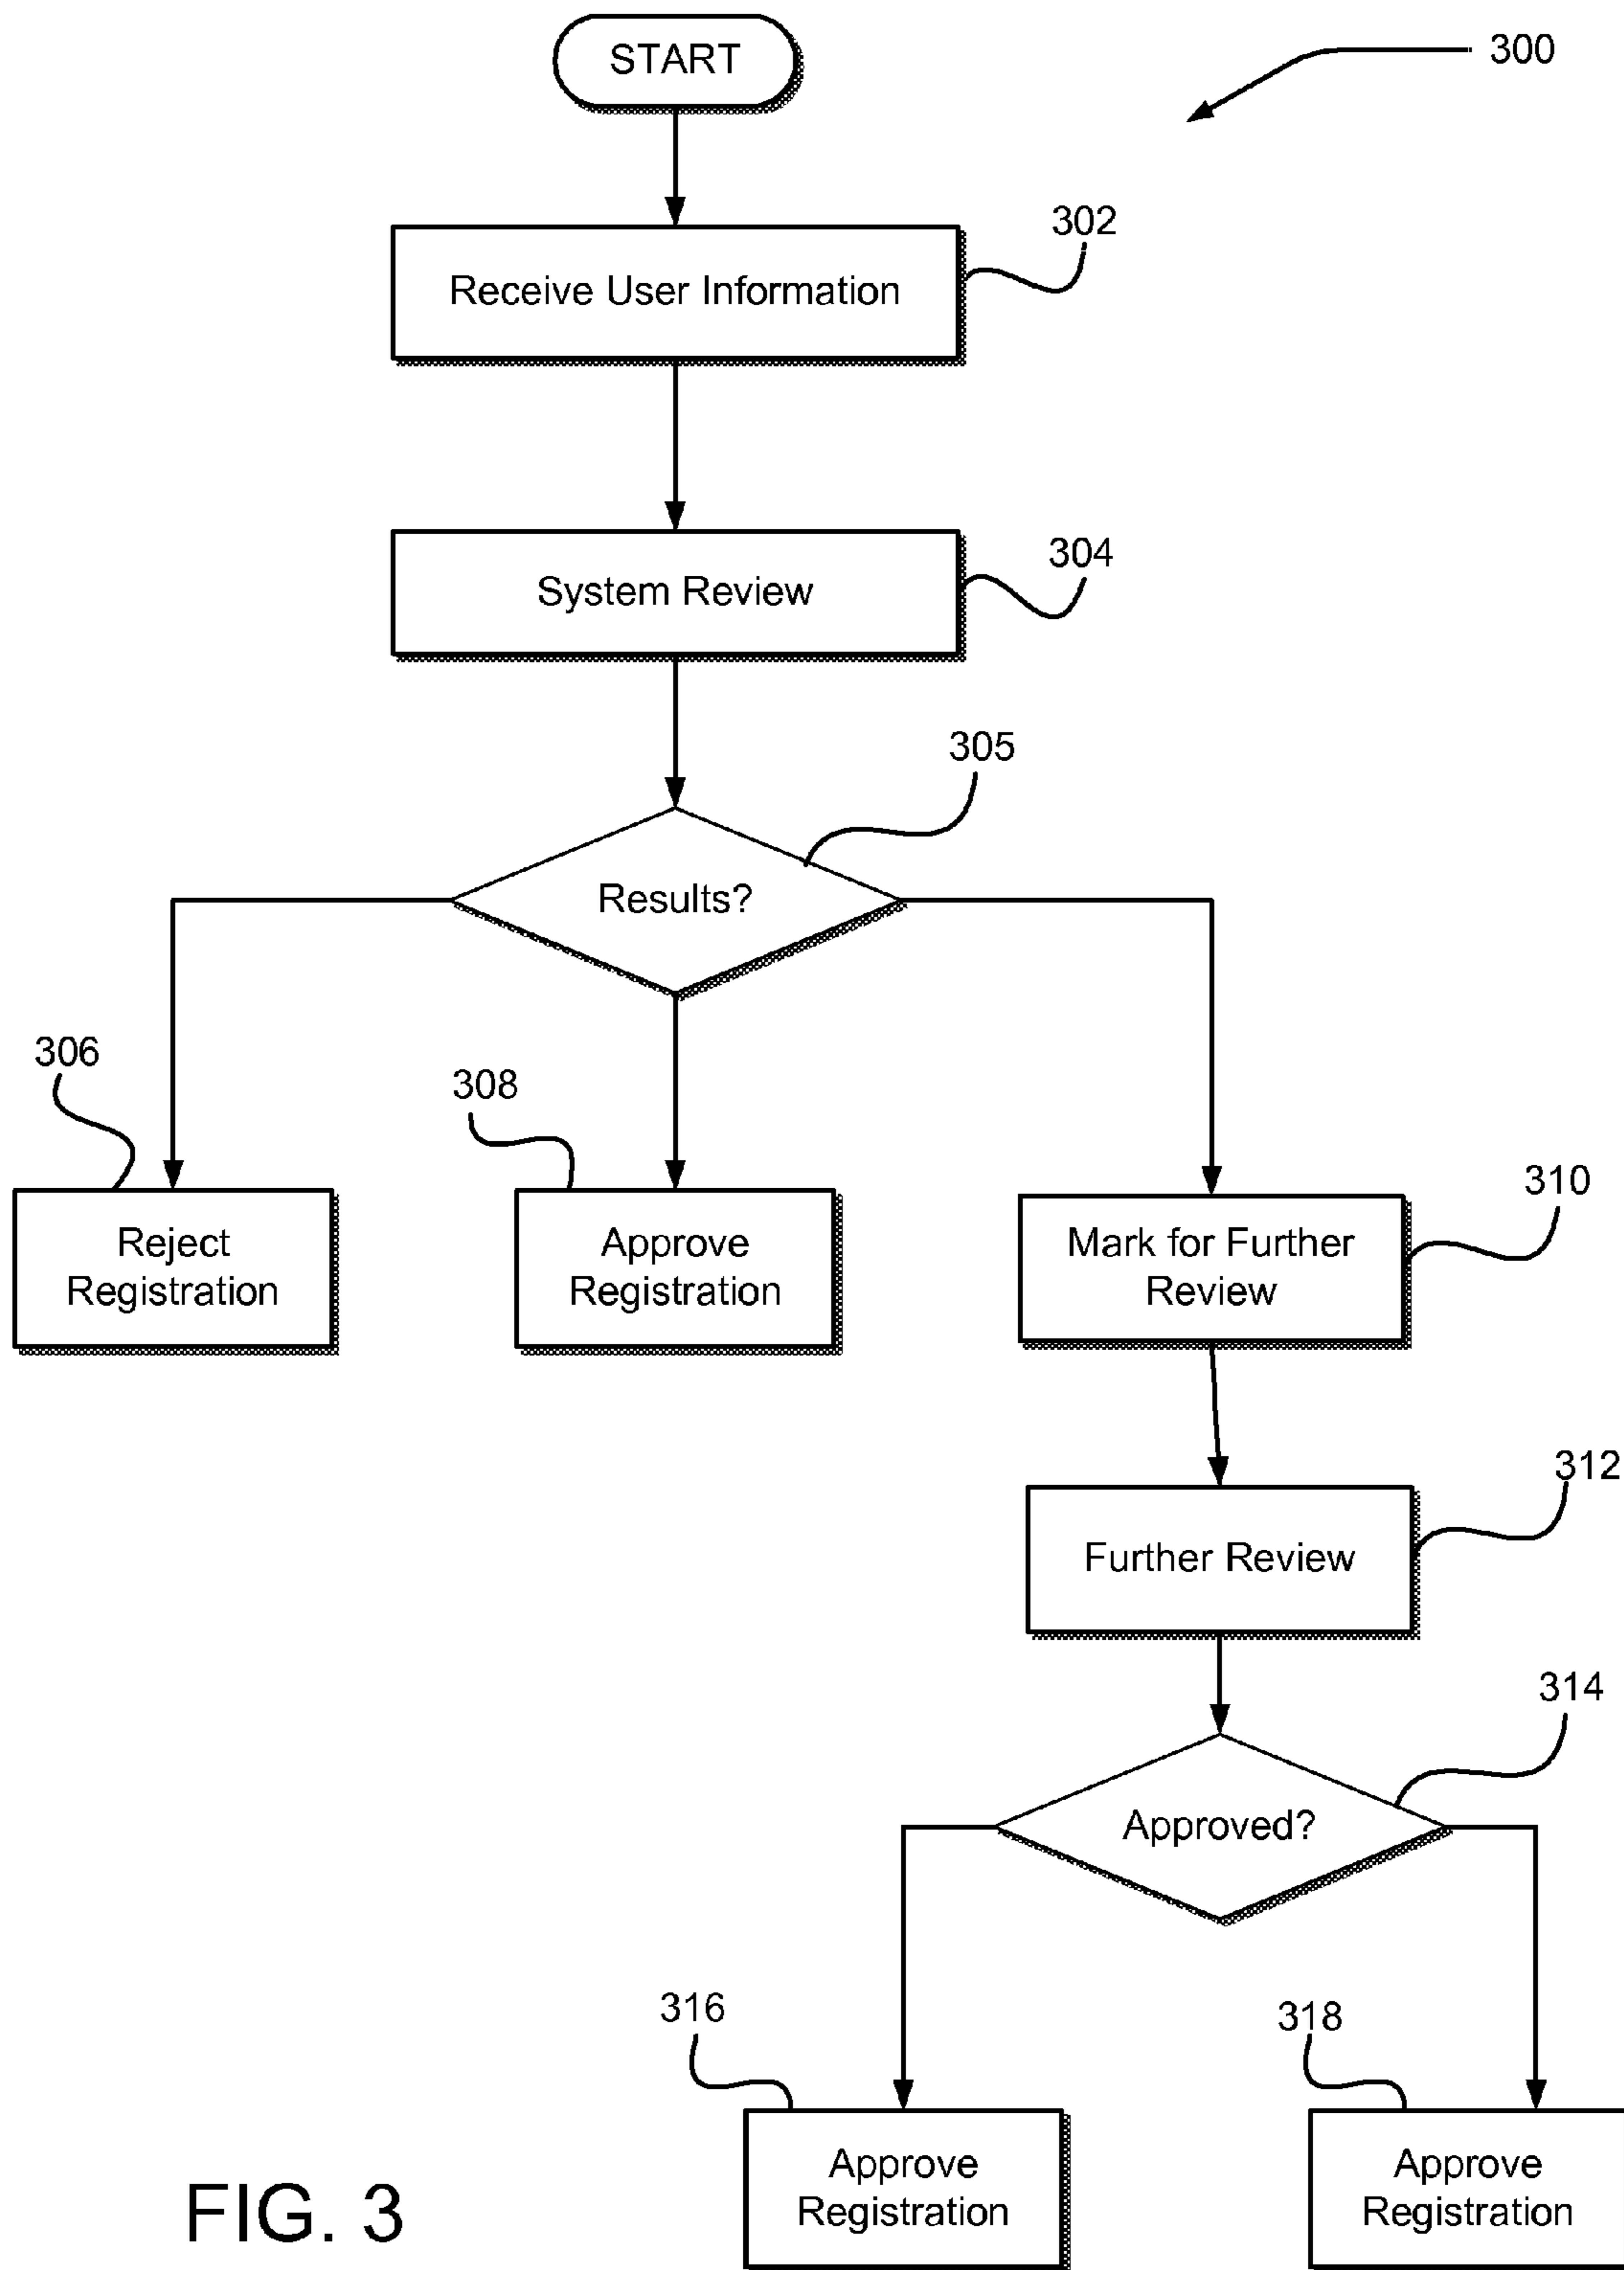 START
300
302
Receive User Information
304
System Review
305
Results?
306
308
310
Reject
Registration
Approve
Registration
Mark for Further
Review
312
Further Review
314
Approved?
316
318
Approve
Registration
Approve
Registration
FIG. 3